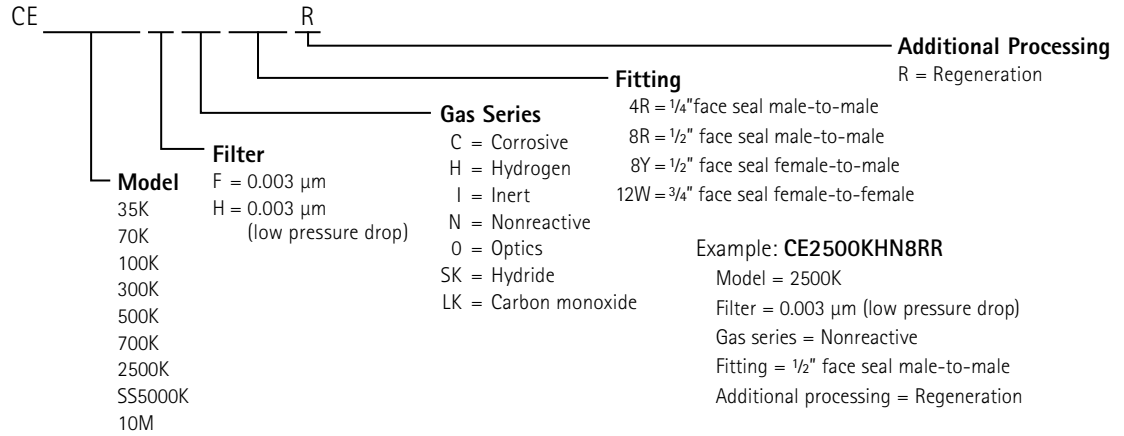 CE R
Additional Processing
R = Regeneration
Fitting
4R = 1/4" face seal male-to-male
8R = 1/2" face seal male-to-male
8Y = 1/2" face seal female-to-male
12W = 3/4" face seal female-to-female
Gas Series
C = Corrosive
H = Hydrogen
I = Inert
N = Nonreactive
O = Optics
SK = Hydride
LK = Carbon monoxide
Filter
F = 0.003 μm
H = 0.003 μm
(low pressure drop)
Model
35K
70K
100K
300K
500K
700K
2500K
SS5000K
10M
Example: CE2500KHN8RR
Model = 2500K
Filter = 0.003 μm (low pressure drop)
Gas series = Nonreactive
Fitting = 1/2" face seal male-to-male
Additional processing = Regeneration